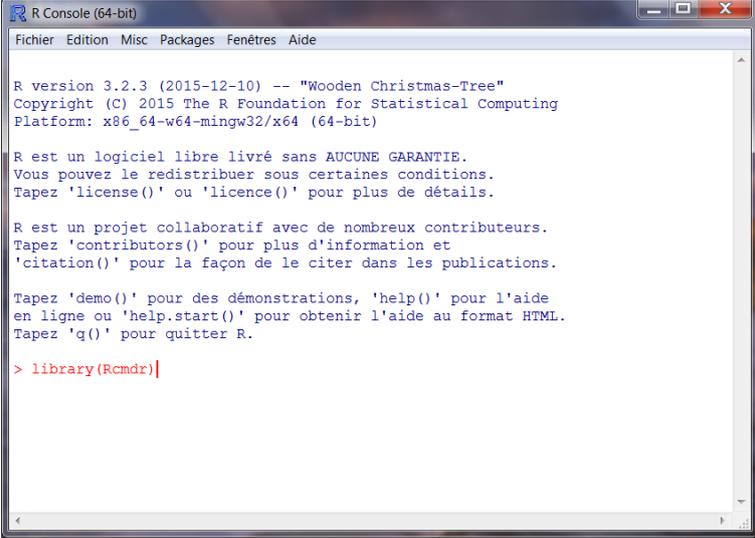 R Console (64-bit)
Fichier Edition Misc Packages Fenêtres Aide
R version 3.2.3 (2015-12-10) -- "Wooden Christmas-Tree"
Copyright (C) 2015 The R Foundation for Statistical Computing
Platform: x86_64-w64-mingw32/x64 (64-bit)
R est un logiciel libre livré sans AUCUNE GARANTIE.
Vous pouvez le redistribuer sous certaines conditions.
Tapez 'license()' ou 'licence()' pour plus de détails.
R est un projet collaboratif avec de nombreux contributeurs.
Tapez 'contributors()' pour plus d'information et
'citation()' pour la façon de le citer dans les publications.
Tapez 'demo()' pour des démonstrations, 'help()' pour l'aide
en ligne ou 'help.start()' pour obtenir l'aide au format HTML.
Tapez 'q()' pour quitter R.
> library(Rcmdr)